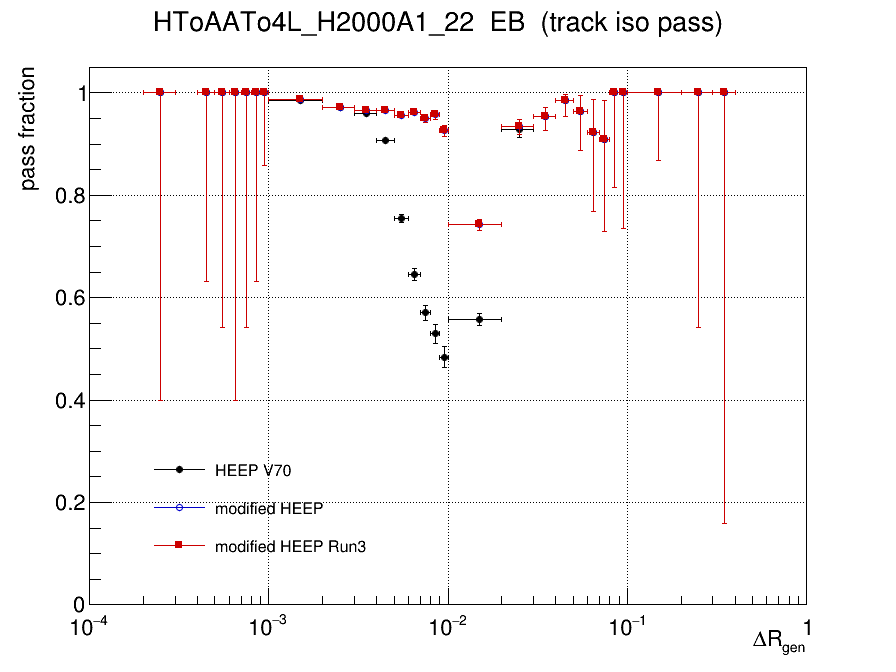 HToAATo4L_H2000A1_22 EB (track iso pass)
pass fraction
1
0.8
0.6
0.4
0.2
0
HEEP V70
modified HEEP
modified HEEP Run3
10⁻⁴
10⁻³
10⁻²
10⁻¹
1
ΔR_gen